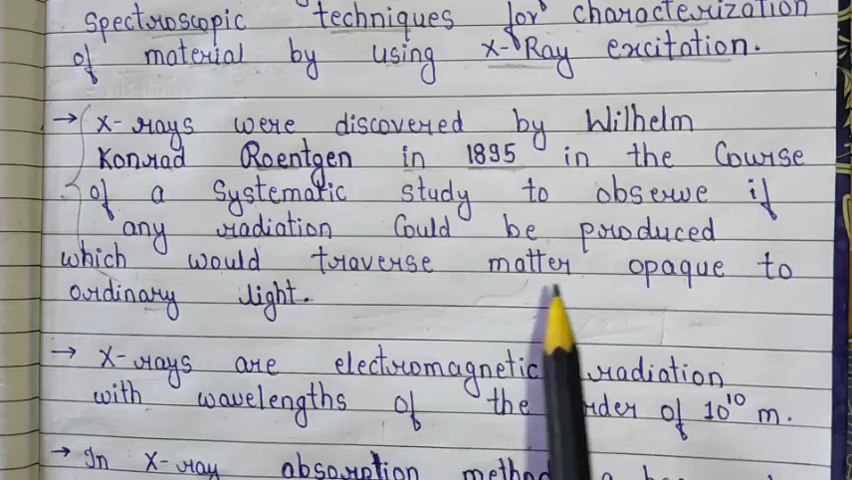 Spectroscopic techniques for characterization
of material by using X-Ray excitation.
→ X-rays were discovered by Wilhelm
Konrad Roentgen in 1895 in the Course
of a Systematic study to observe if
any radiation Could be produced
which would traverse matter opaque to
ordinary light.
→ X-rays are electromagnetic radiation
with wavelengths of the order of 10¹⁰ m.
→ In X-ray absorption method a